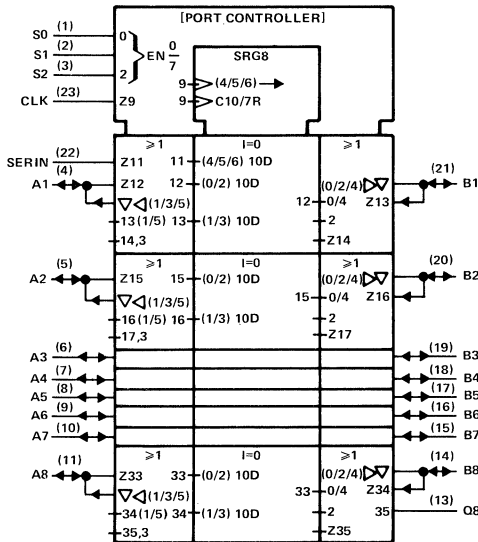 [PORT CONTROLLER]
S0 (1) 0
S1 (2) EN 0/7
S2 (3) 2
CLK (23) Z9
SRG8
9 (4/5/6)
9 C10/7R
≥1 I=0 ≥1
SERIN (22) Z11 11 (4/5/6) 10D
A1 (4) Z12 12 (0/2) 10D (0/2/4) (21) B1
(1/3/5) 12 0/4 Z13
13 (1/5) 13 (1/3) 10D 2
14,3 Z14
≥1 I=0 ≥1
A2 (5) Z15 15 (0/2) 10D (0/2/4) (20) B2
(1/3/5) 15 0/4 Z16
16 (1/5) 16 (1/3) 10D 2
17,3 Z17
A3 (6) (19) B3
A4 (7) (18) B4
A5 (8) (17) B5
A6 (9) (16) B6
A7 (10) (15) B7
≥1 I=0 ≥1
A8 (11) Z33 33 (0/2) 10D (0/2/4) (14) B8
(1/3/5) 33 0/4 Z34
34 (1/5) 34 (1/3) 10D 2 35 (13) Q8
35,3 Z35